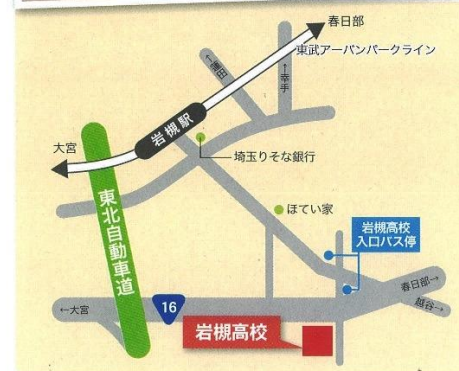 春日部
東武アーバンパークライン
↑蓮田
←幸手
岩槻駅
大宮
埼玉りそな銀行
東北自動車道
ほてい家
岩槻高校
入口バス停
春日部→
越谷→
←大宮
16
岩槻高校